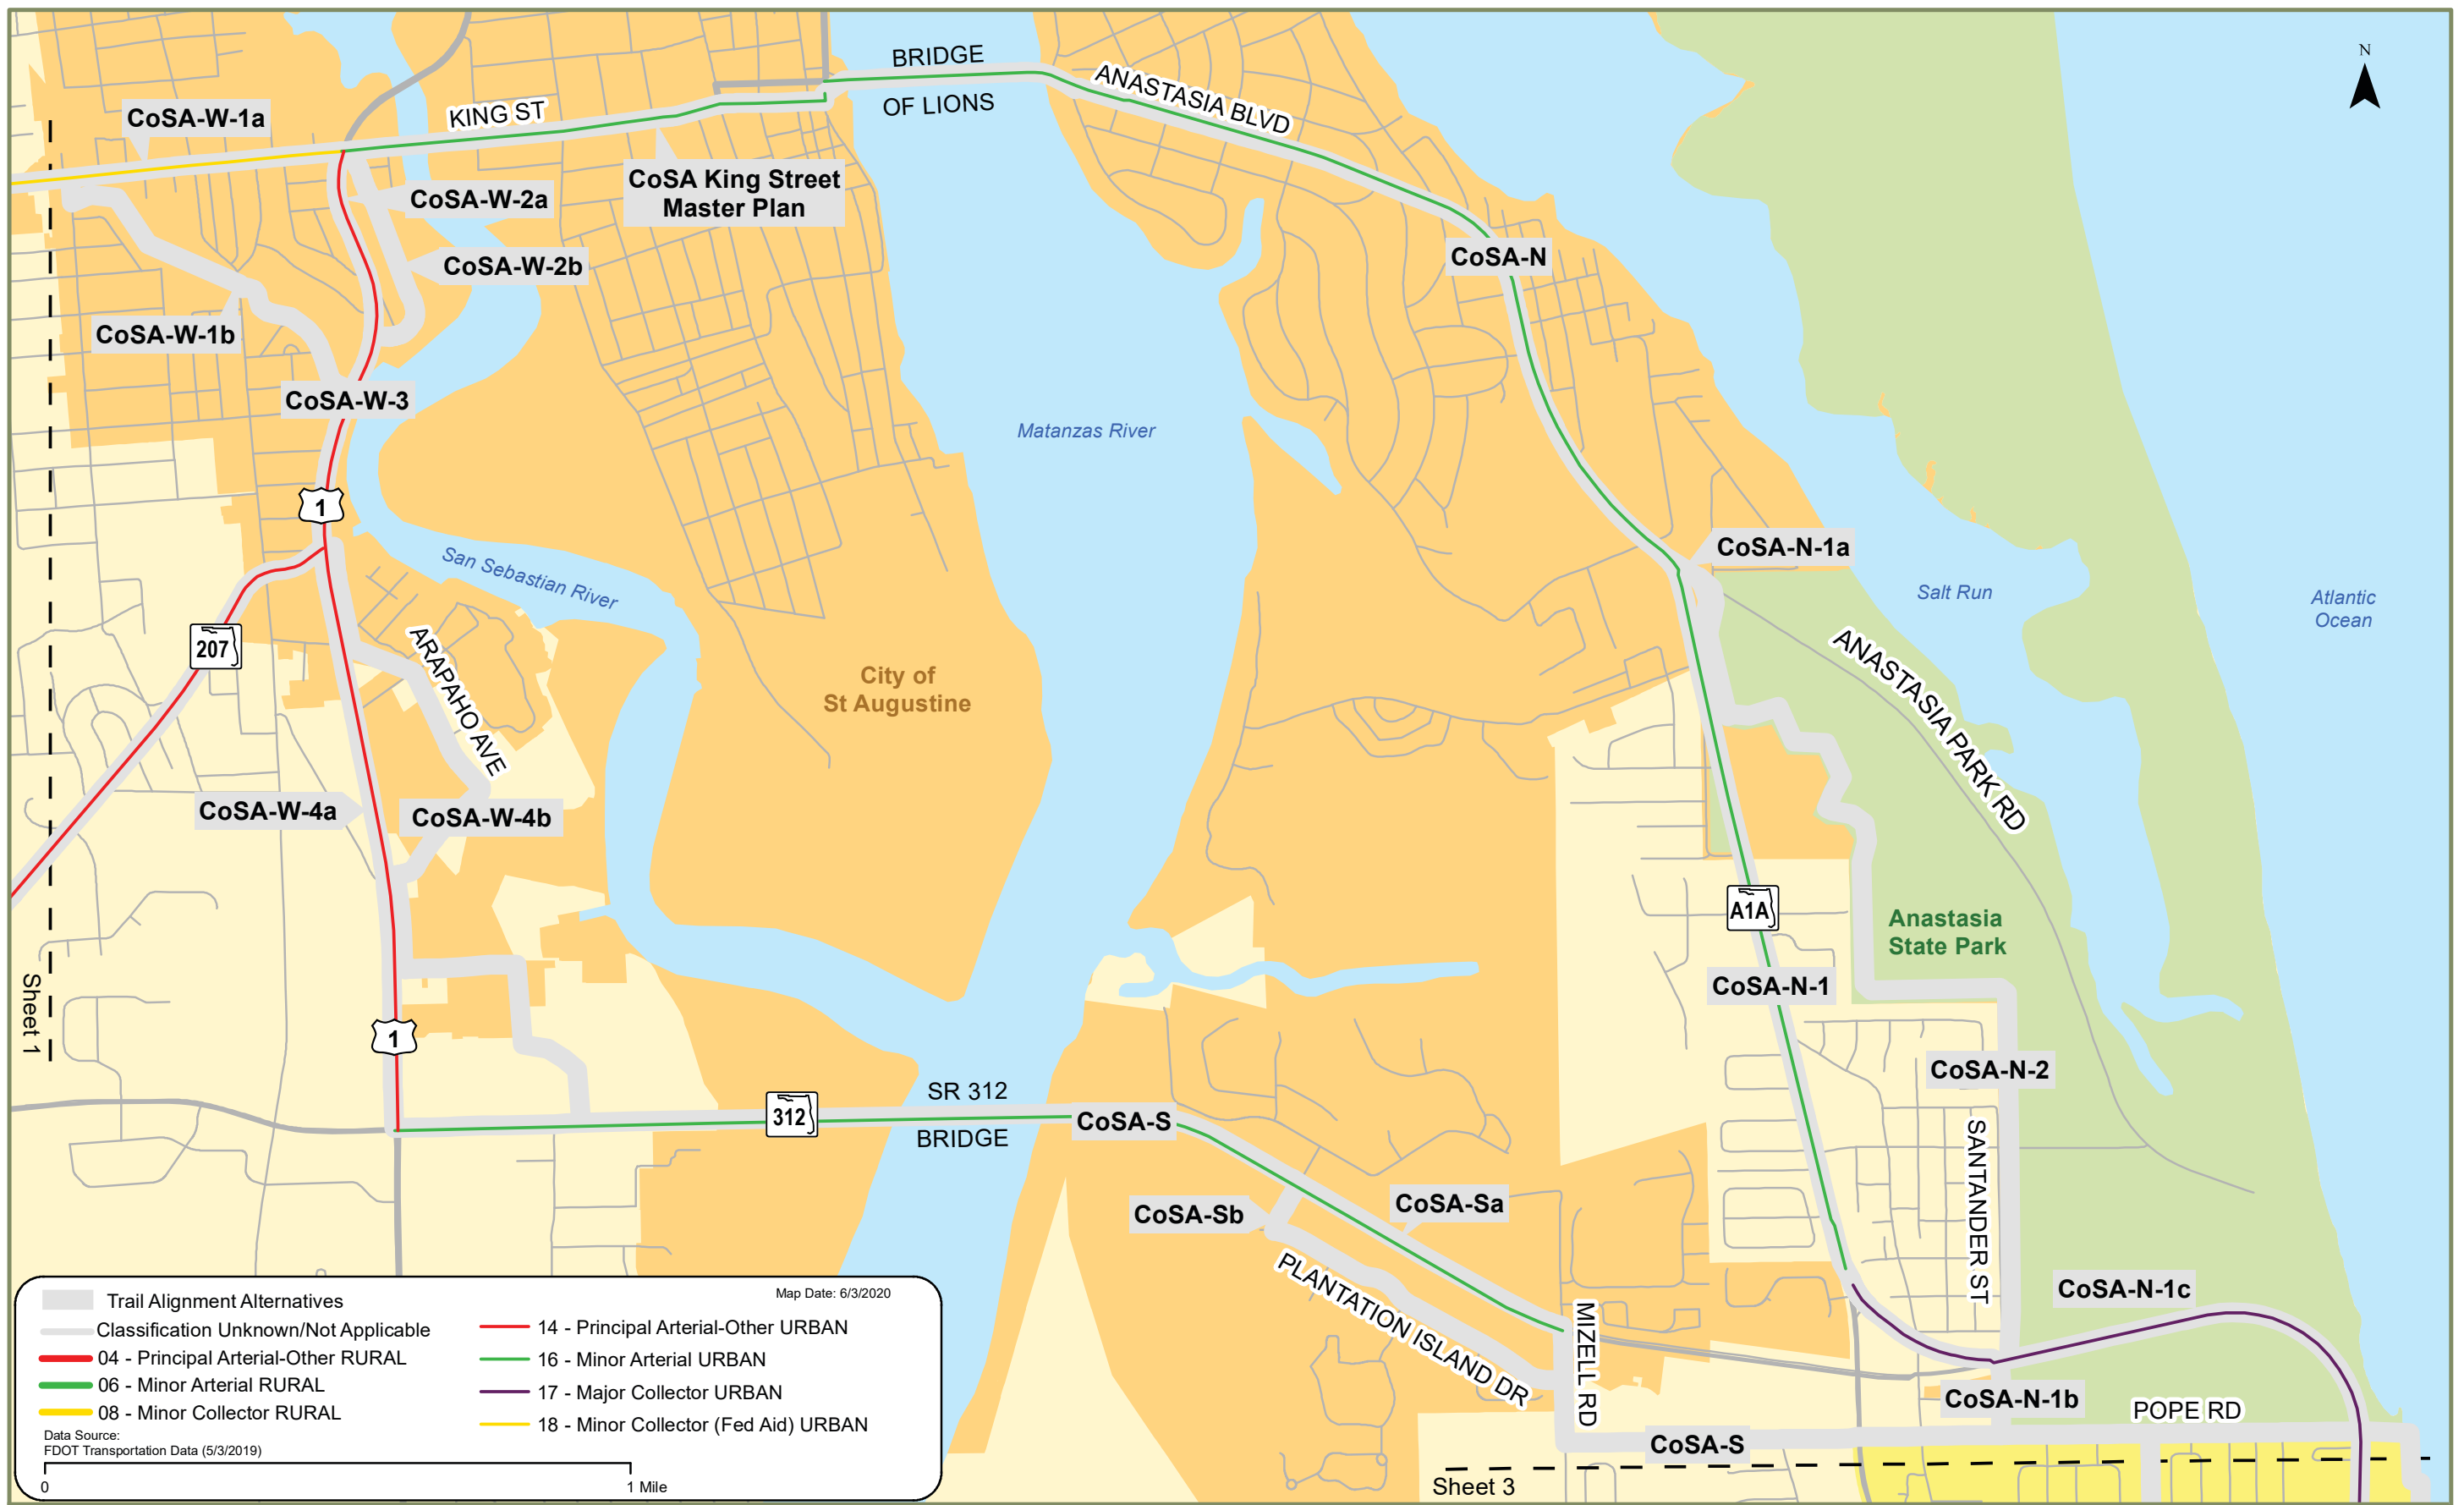 N
BRIDGE
OF LIONS
ANASTASIA BLVD
KING ST
CoSA-W-1a
CoSA-W-2a
CoSA King Street
Master Plan
CoSA-W-2b
CoSA-N
CoSA-W-1b
CoSA-W-3
Matanzas River
1
CoSA-N-1a
San Sebastian River
Salt Run
Atlantic
Ocean
207
ARAPAHO AVE
City of
St Augustine
ANASTASIA PARK RD
CoSA-W-4a
CoSA-W-4b
A1A
Anastasia
State Park
CoSA-N-1
Sheet 1
1
CoSA-N-2
SR 312
BRIDGE
312
CoSA-S
SANTANDER ST
CoSA-Sb
CoSA-Sa
PLANTATION ISLAND DR
MIZELL RD
CoSA-N-1c
CoSA-N-1b
POPE RD
CoSA-S
Sheet 3
Map Date: 6/3/2020
Trail Alignment Alternatives
Classification Unknown/Not Applicable
04 - Principal Arterial-Other RURAL
06 - Minor Arterial RURAL
08 - Minor Collector RURAL
14 - Principal Arterial-Other URBAN
16 - Minor Arterial URBAN
17 - Major Collector URBAN
18 - Minor Collector (Fed Aid) URBAN
Data Source:
FDOT Transportation Data (5/3/2019)
0
1 Mile